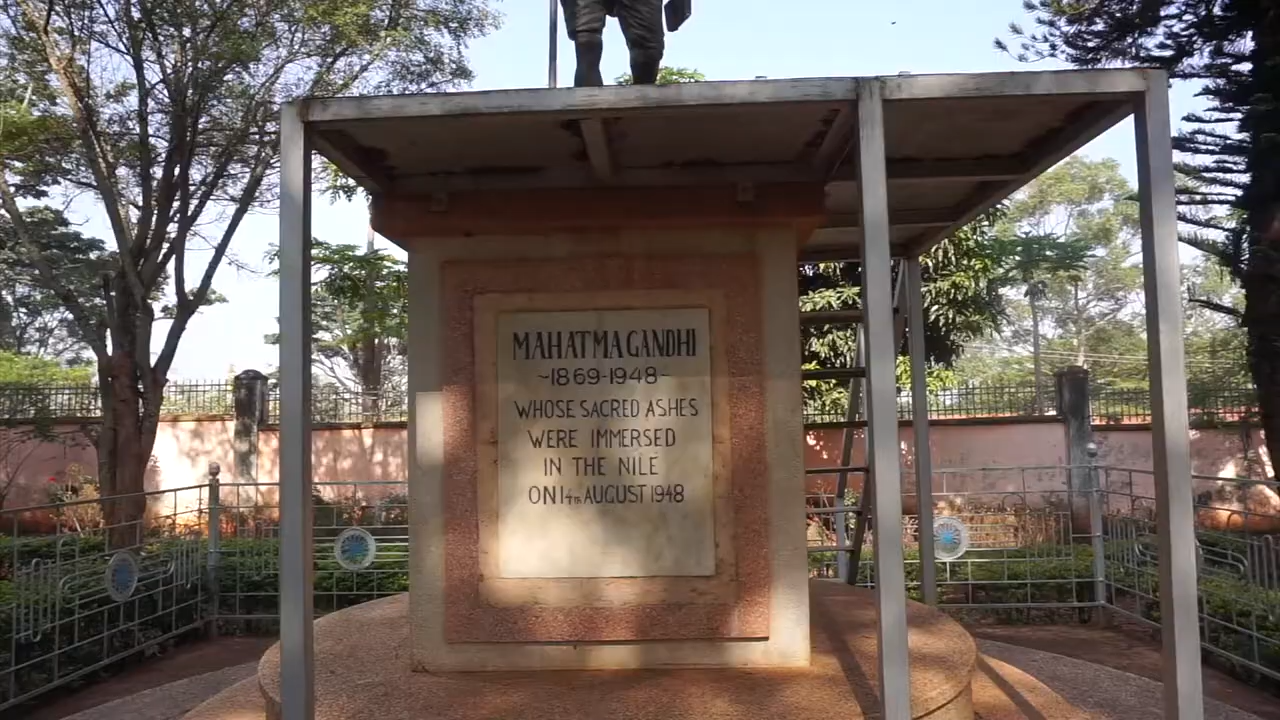 MAHATMA GANDHI
~1869-1948~
WHOSE SACRED ASHES
WERE IMMERSED
IN THE NILE
ON 14TH AUGUST 1948